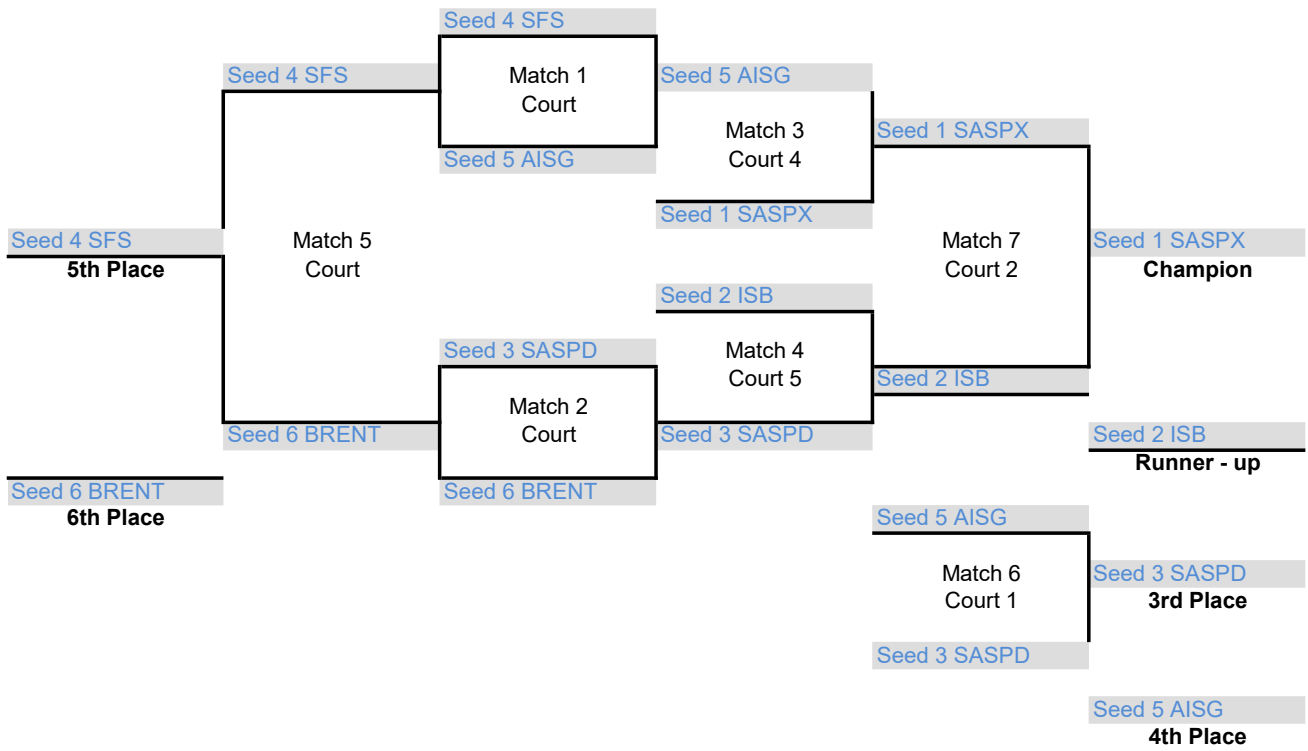 Seed 4 SFS
Seed 4 SFS
Match 1
Court
Seed 5 AISG
Seed 5 AISG
Match 3
Court 4
Seed 1 SASPX
Seed 1 SASPX
Seed 4 SFS
5th Place
Match 5
Court
Match 7
Court 2
Seed 1 SASPX
Champion
Seed 2 ISB
Seed 3 SASPD
Match 4
Court 5
Seed 2 ISB
Match 2
Court
Seed 6 BRENT
Seed 3 SASPD
Seed 2 ISB
Runner - up
Seed 6 BRENT
6th Place
Seed 6 BRENT
Seed 5 AISG
Match 6
Court 1
Seed 3 SASPD
3rd Place
Seed 3 SASPD
Seed 5 AISG
4th Place